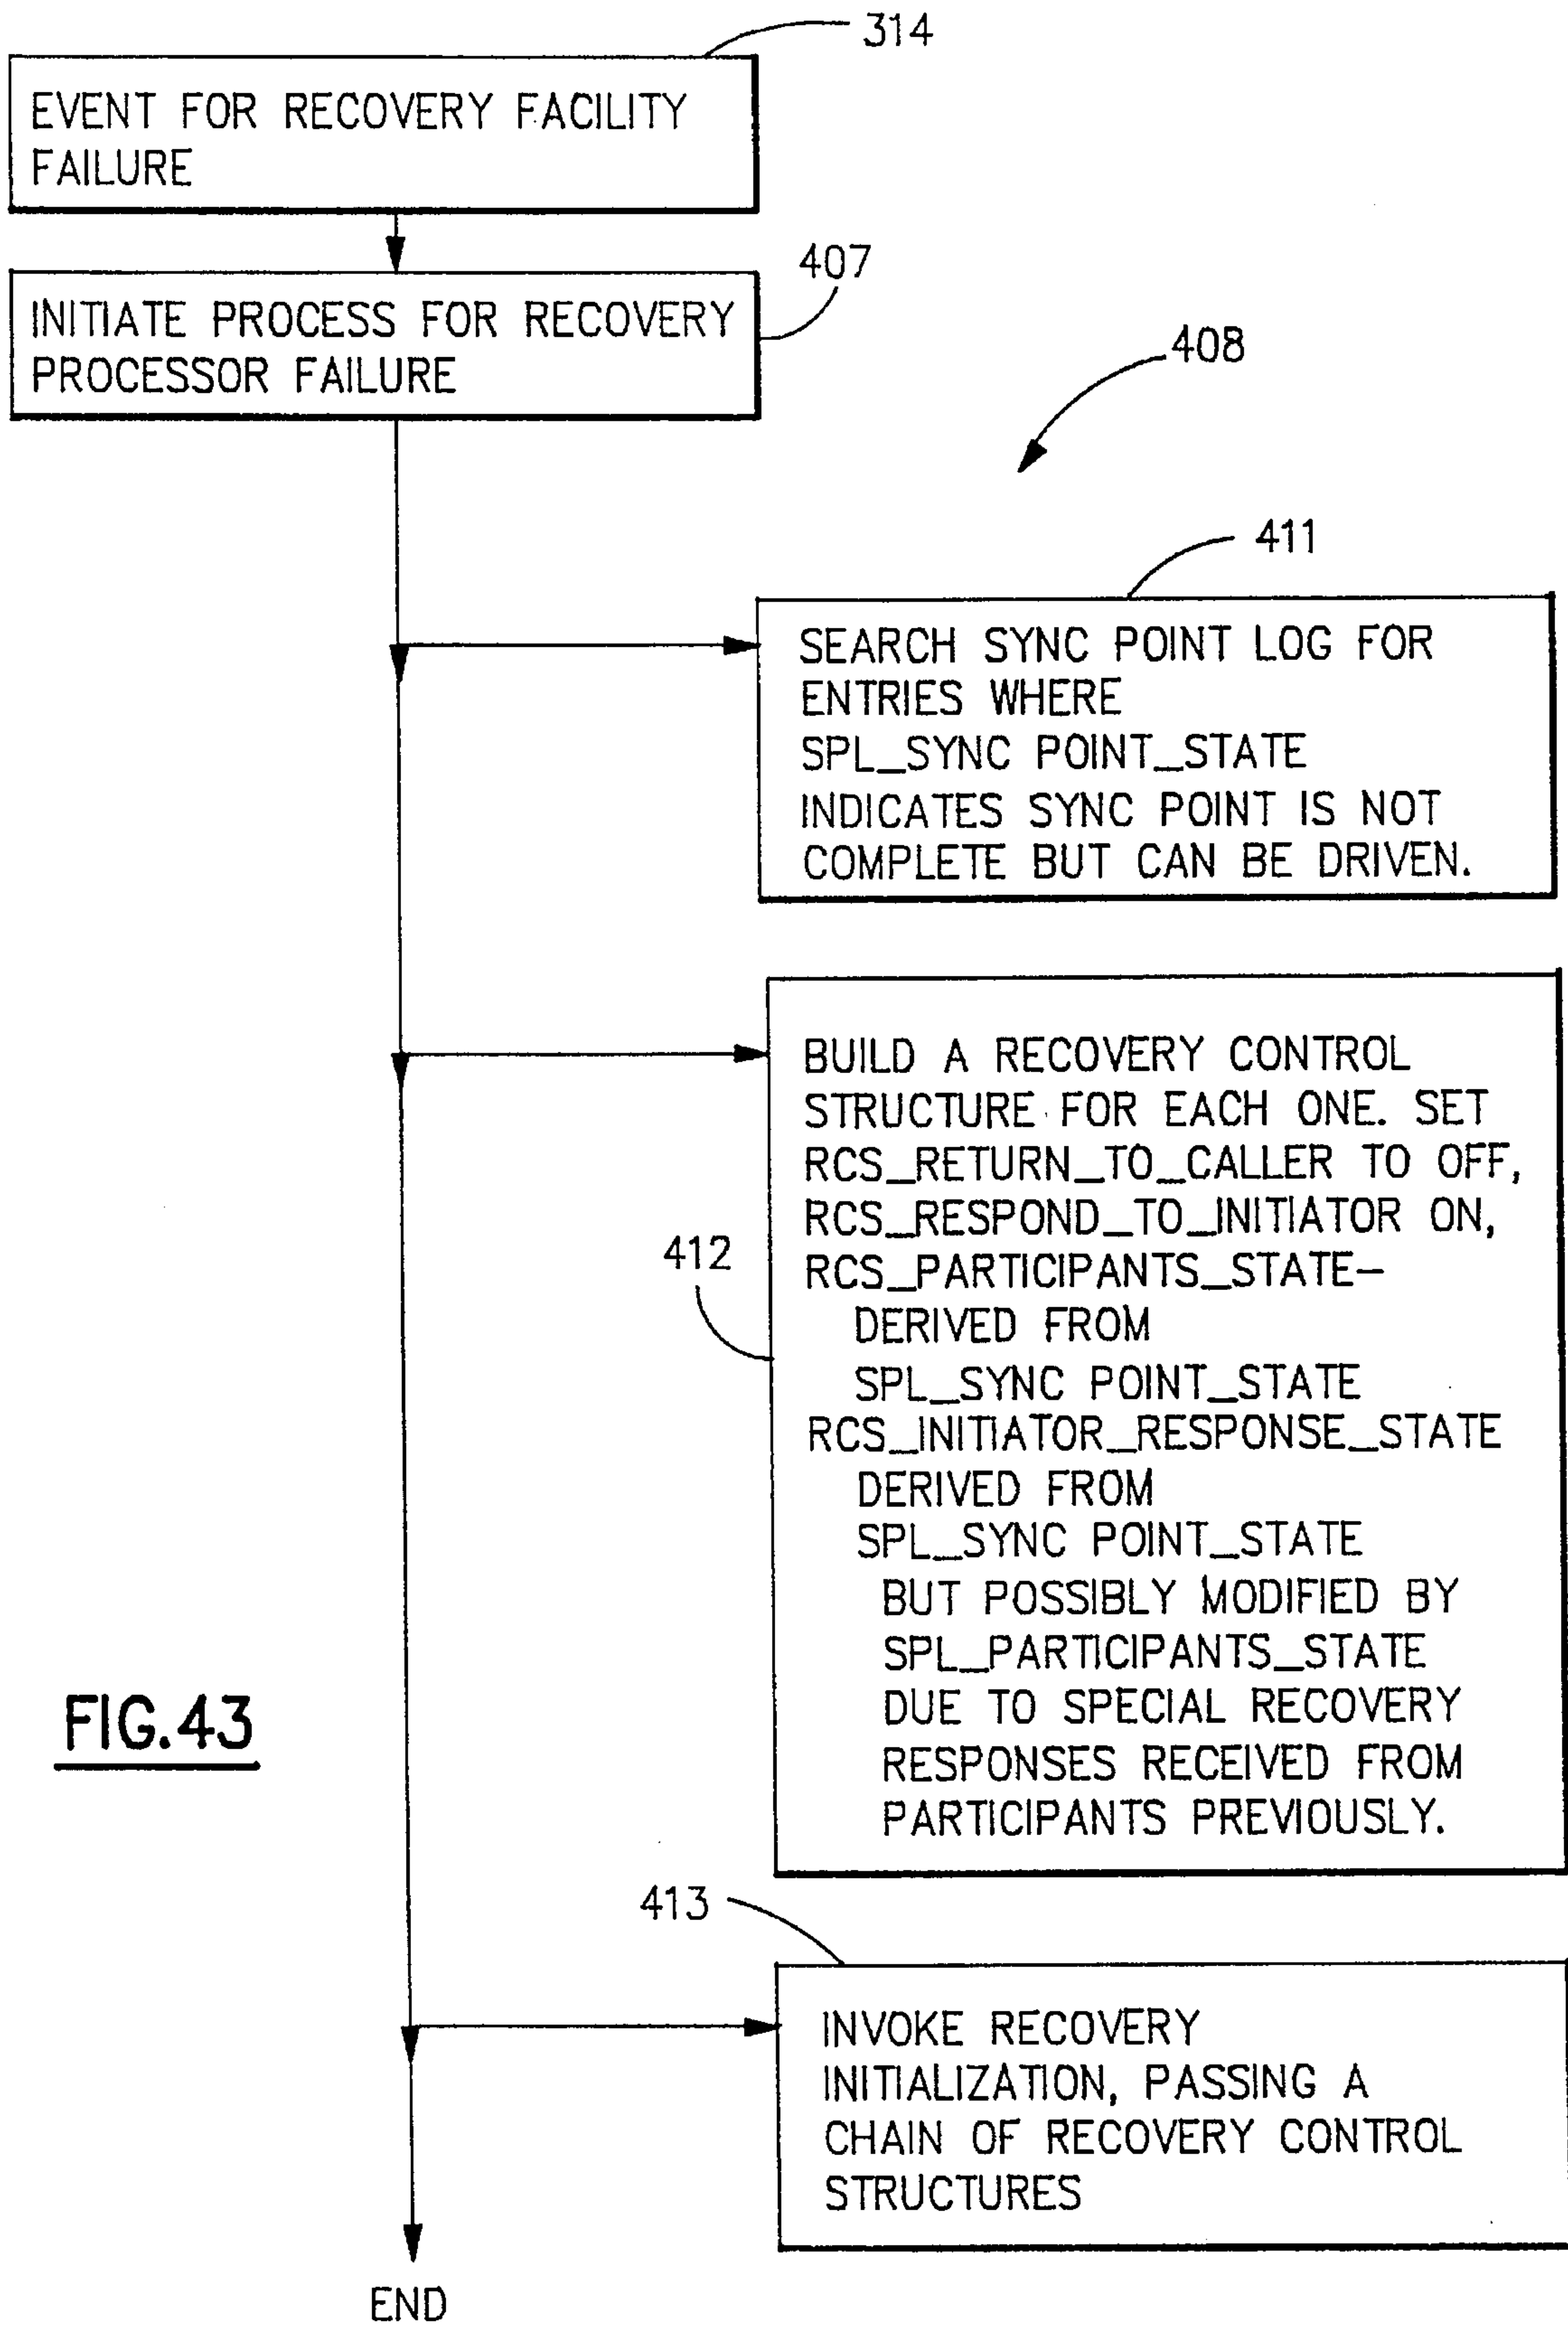 314
EVENT FOR RECOVERY FACILITY
FAILURE
407
INITIATE PROCESS FOR RECOVERY
PROCESSOR FAILURE
408
411
SEARCH SYNC POINT LOG FOR
ENTRIES WHERE
SPL_SYNC POINT_STATE
INDICATES SYNC POINT IS NOT
COMPLETE BUT CAN BE DRIVEN.
412
BUILD A RECOVERY CONTROL
STRUCTURE FOR EACH ONE. SET
RCS_RETURN_TO_CALLER TO OFF,
RCS_RESPOND_TO_INITIATOR ON,
RCS_PARTICIPANTS_STATE-
DERIVED FROM
SPL_SYNC POINT_STATE
RCS_INITIATOR_RESPONSE_STATE
DERIVED FROM
SPL_SYNC POINT_STATE
BUT POSSIBLY MODIFIED BY
SPL_PARTICIPANTS_STATE
DUE TO SPECIAL RECOVERY
RESPONSES RECEIVED FROM
PARTICIPANTS PREVIOUSLY.
FIG.43
413
INVOKE RECOVERY
INITIALIZATION, PASSING A
CHAIN OF RECOVERY CONTROL
STRUCTURES
END